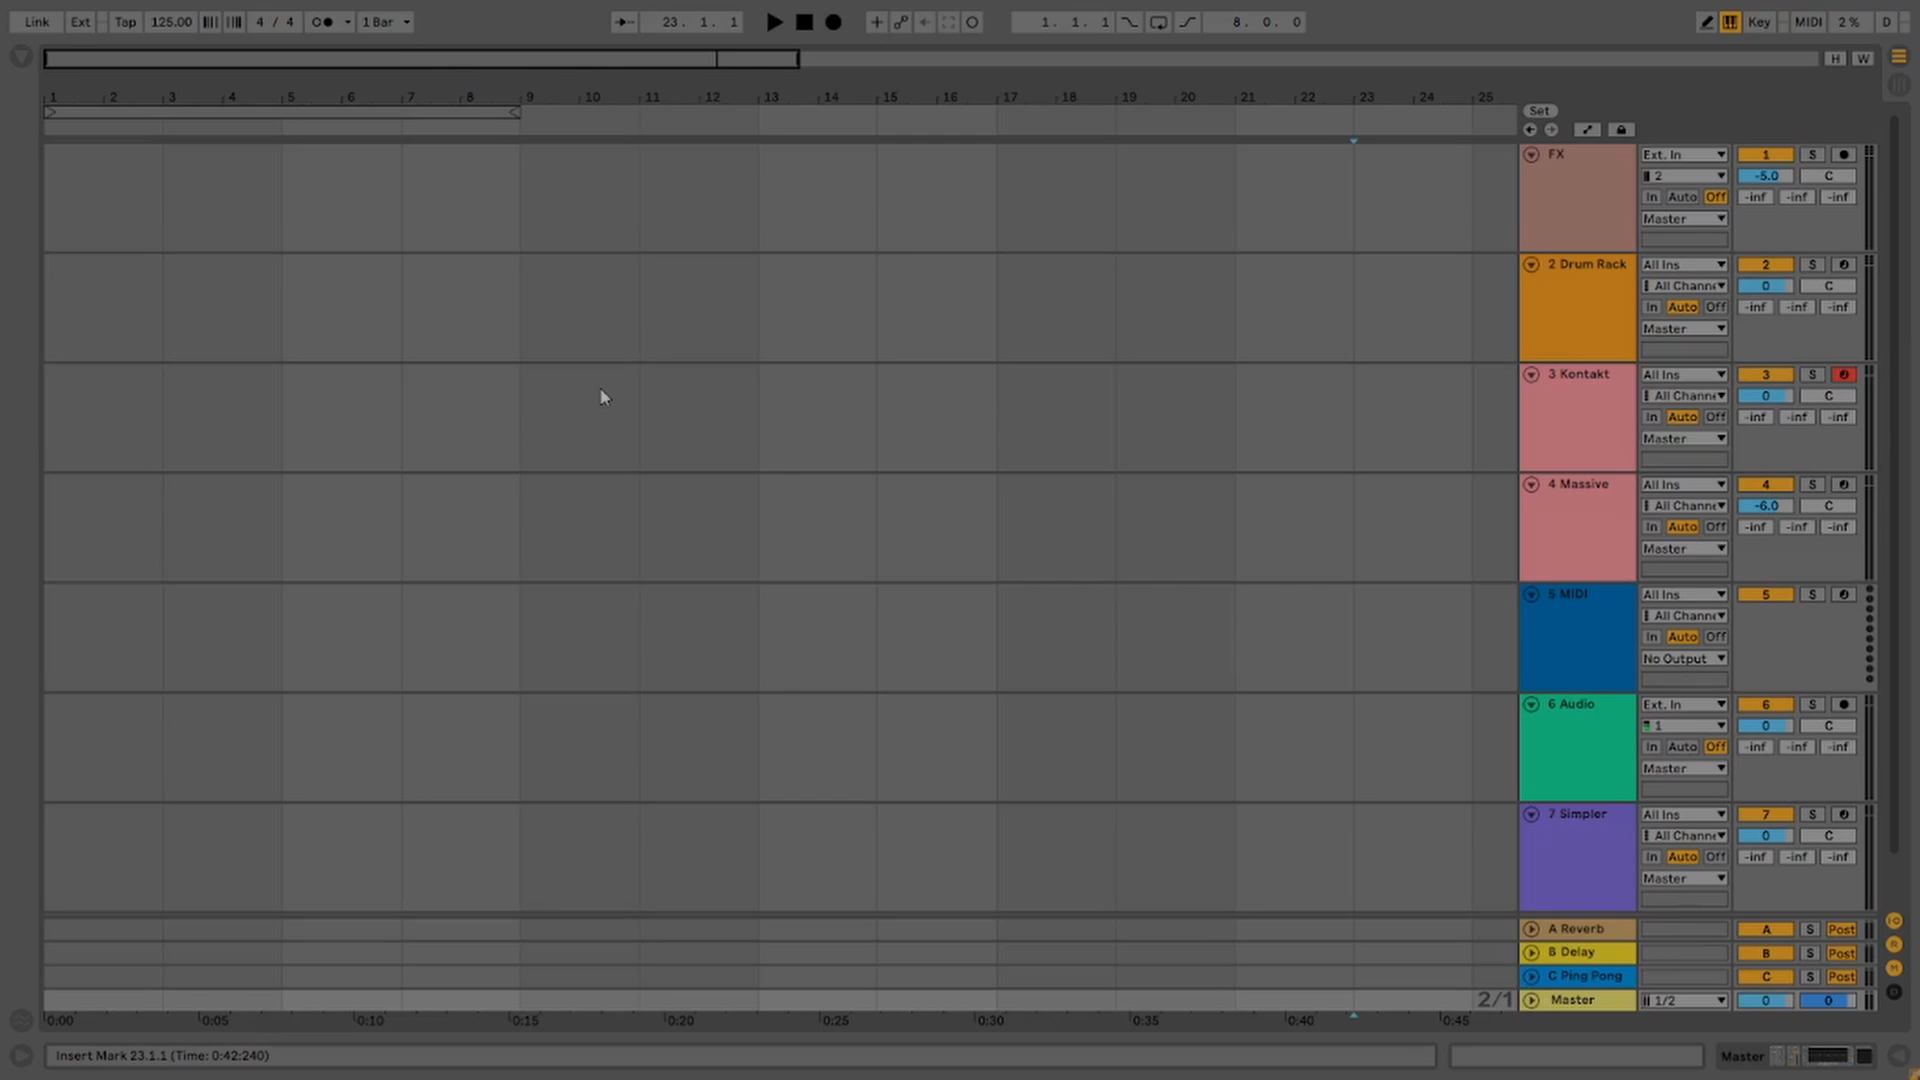 Link Ext Tap 125.00 4 / 4 1 Bar 23. 1. 1 1. 1. 1 8. 0. 0 Key MIDI 2 % D
H W
1 2 3 4 5 6 7 8 9 10 11 12 13 14 15 16 17 18 19 20 21 22 23 24 25
Set
FX Ext. In 1 S
2 -5.0 C
In Auto Off -inf -inf -inf
Master
2 Drum Rack All Ins 2 S
All Channe 0 C
In Auto Off -inf -inf -inf
Master
3 Kontakt All Ins 3 S
All Channe 0 C
In Auto Off -inf -inf -inf
Master
4 Massive All Ins 4 S
All Channe -6.0 C
In Auto Off -inf -inf -inf
Master
5 MIDI All Ins 5 S
All Channe
In Auto Off
No Output
6 Audio Ext. In 6 S
1 0 C
In Auto Off -inf -inf -inf
Master
7 Simpler All Ins 7 S
All Channe 0 C
In Auto Off -inf -inf -inf
Master
A Reverb A S Post
B Delay B S Post
C Ping Pong C S Post
2/1 Master 1/2 0 0
0:00 0:05 0:10 0:15 0:20 0:25 0:30 0:35 0:40 0:45
Insert Mark 23.1.1 (Time: 0:42:240) Master